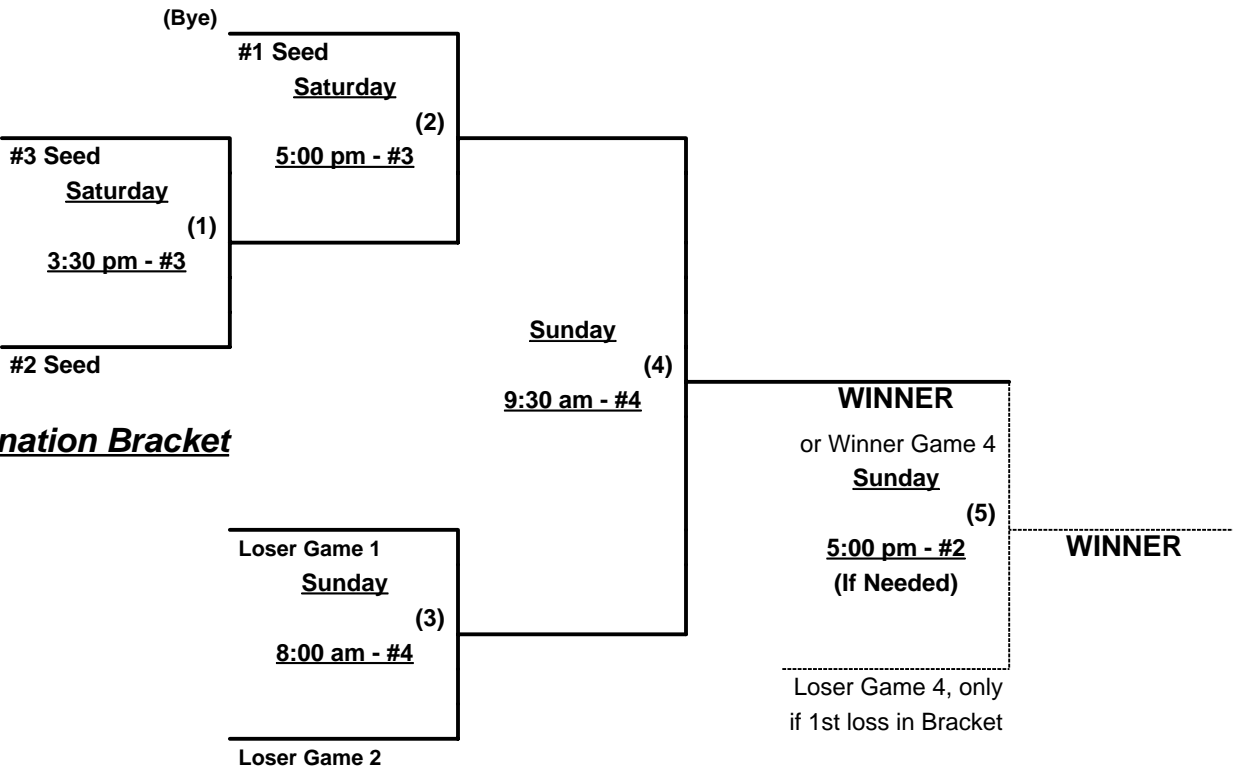 (Bye)
#1 Seed
Saturday
(2)
5:00 pm - #3
#3 Seed
Saturday
(1)
3:30 pm - #3
#2 Seed
Sunday
(4)
9:30 am - #4
WINNER
or Winner Game 4
Sunday
(5)
5:00 pm - #2
(If Needed)
WINNER
nation Bracket
Loser Game 1
Sunday
(3)
8:00 am - #4
Loser Game 2
Loser Game 4, only
if 1st loss in Bracket